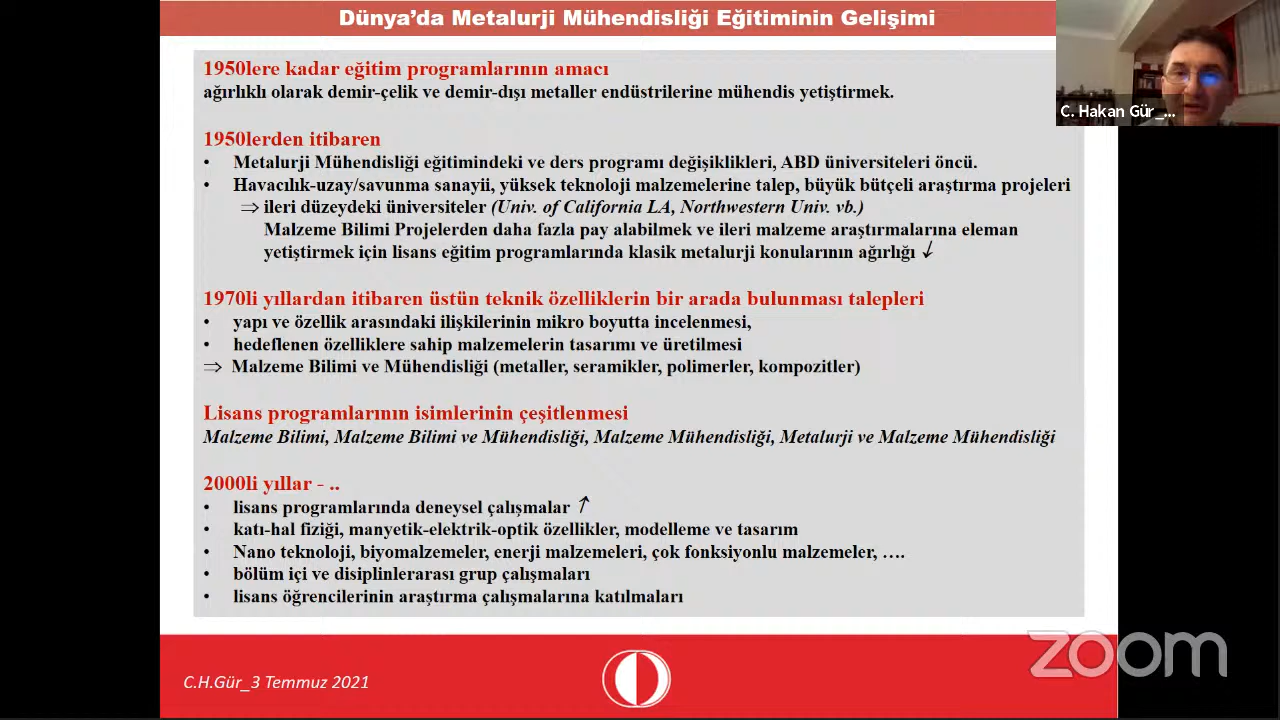 Dünya’da Metalurji Mühendisliği Eğitiminin Gelişimi
C. Hakan Gür_...
1950lere kadar eğitim programlarının amacı
ağırlıklı olarak demir-çelik ve demir-dışı metaller endüstrilerine mühendis yetiştirmek.
1950lerden itibaren
• Metalurji Mühendisliği eğitimindeki ve ders programı değişiklikleri, ABD üniversiteleri öncü.
• Havacılık-uzay/savunma sanayii, yüksek teknoloji malzemelerine talep, büyük bütçeli araştırma projeleri
⇒ ileri düzeydeki üniversiteler (Univ. of California LA, Northwestern Univ. vb.)
Malzeme Bilimi Projelerden daha fazla pay alabilmek ve ileri malzeme araştırmalarına eleman
yetiştirmek için lisans eğitim programlarında klasik metalurji konularının ağırlığı ↓
1970li yıllardan itibaren üstün teknik özelliklerin bir arada bulunması talepleri
• yapı ve özellik arasındaki ilişkilerinin mikro boyutta incelenmesi,
• hedeflenen özelliklere sahip malzemelerin tasarımı ve üretilmesi
⇒ Malzeme Bilimi ve Mühendisliği (metaller, seramikler, polimerler, kompozitler)
Lisans programlarının isimlerinin çeşitlenmesi
Malzeme Bilimi, Malzeme Bilimi ve Mühendisliği, Malzeme Mühendisliği, Metalurji ve Malzeme Mühendisliği
2000li yıllar - ..
• lisans programlarında deneysel çalışmalar ↑
• katı-hal fiziği, manyetik-elektrik-optik özellikler, modelleme ve tasarım
• Nano teknoloji, biyomalzemeler, enerji malzemeleri, çok fonksiyonlu malzemeler, ….
• bölüm içi ve disiplinlerarası grup çalışmaları
• lisans öğrencilerinin araştırma çalışmalarına katılmaları
C.H.Gür_3 Temmuz 2021
zoom